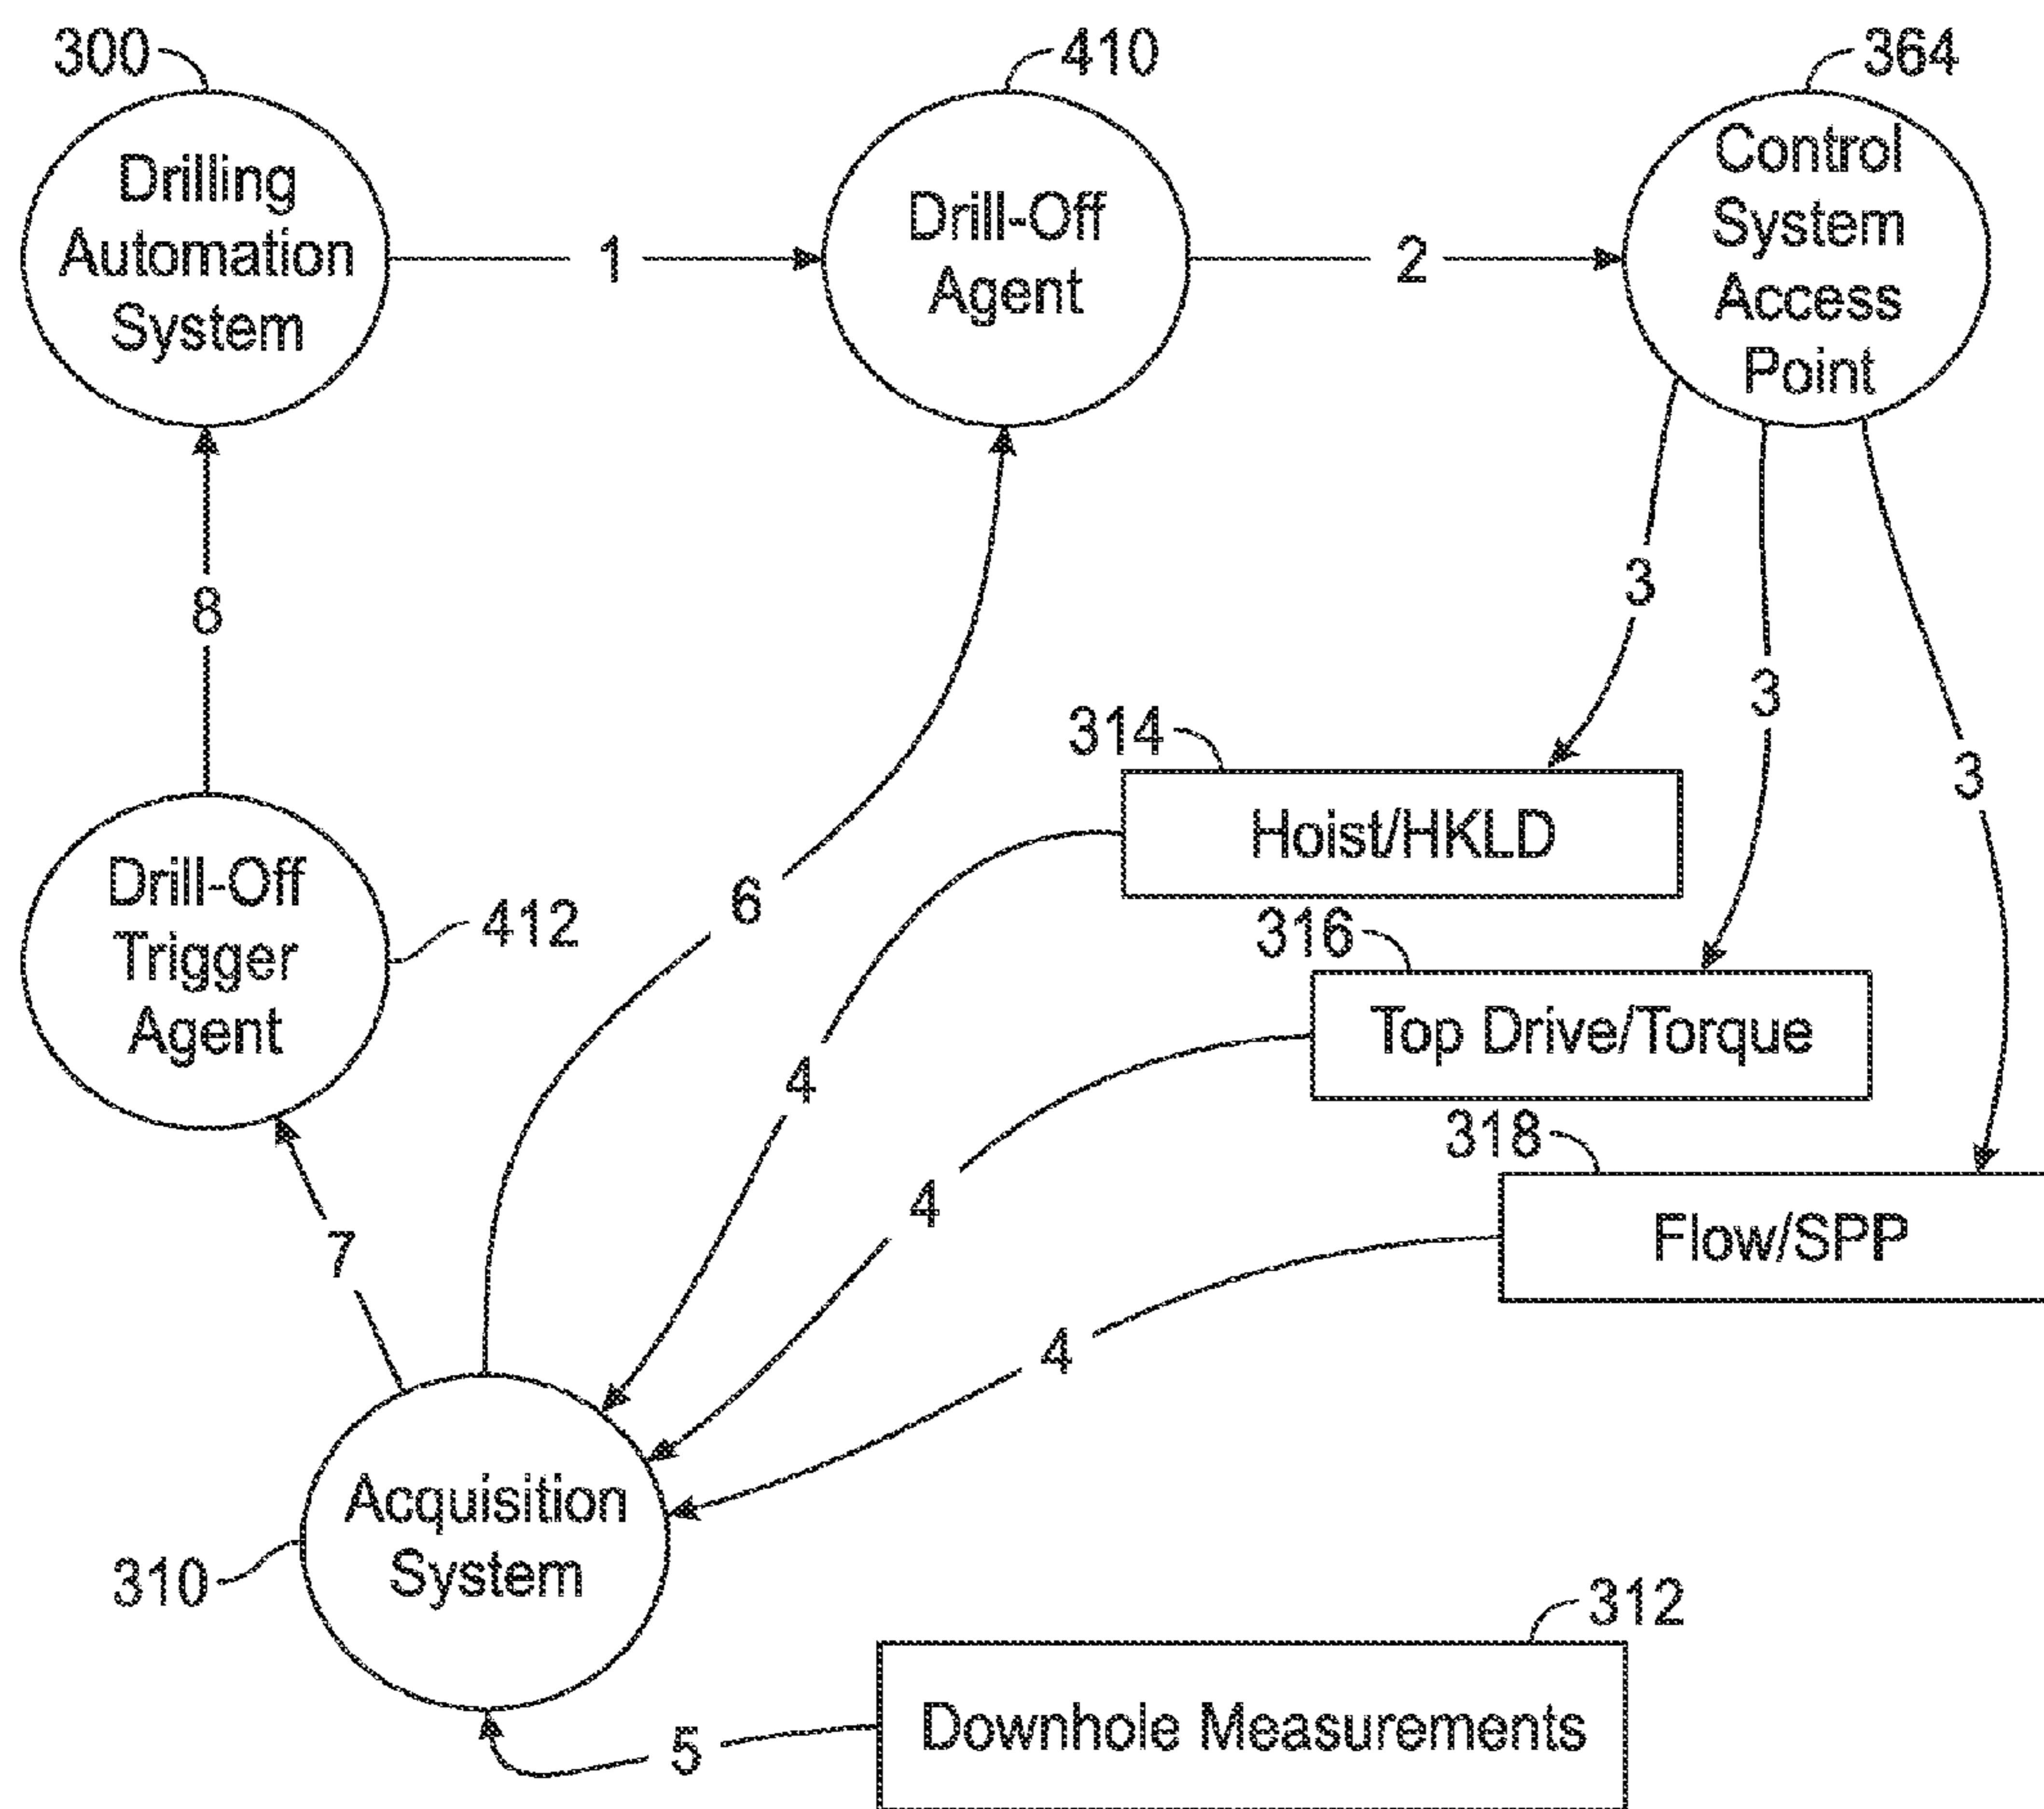 300
410
364
Drilling
Automation
System
1
Drill-Off
Agent
2
Control
System
Access
Point
8
3
3
3
314
Hoist/HKLD
6
316
Top Drive/Torque
Drill-Off
Trigger
Agent
412
4
318
Flow/SPP
4
7
4
Acquisition
System
310
312
Downhole Measurements
5